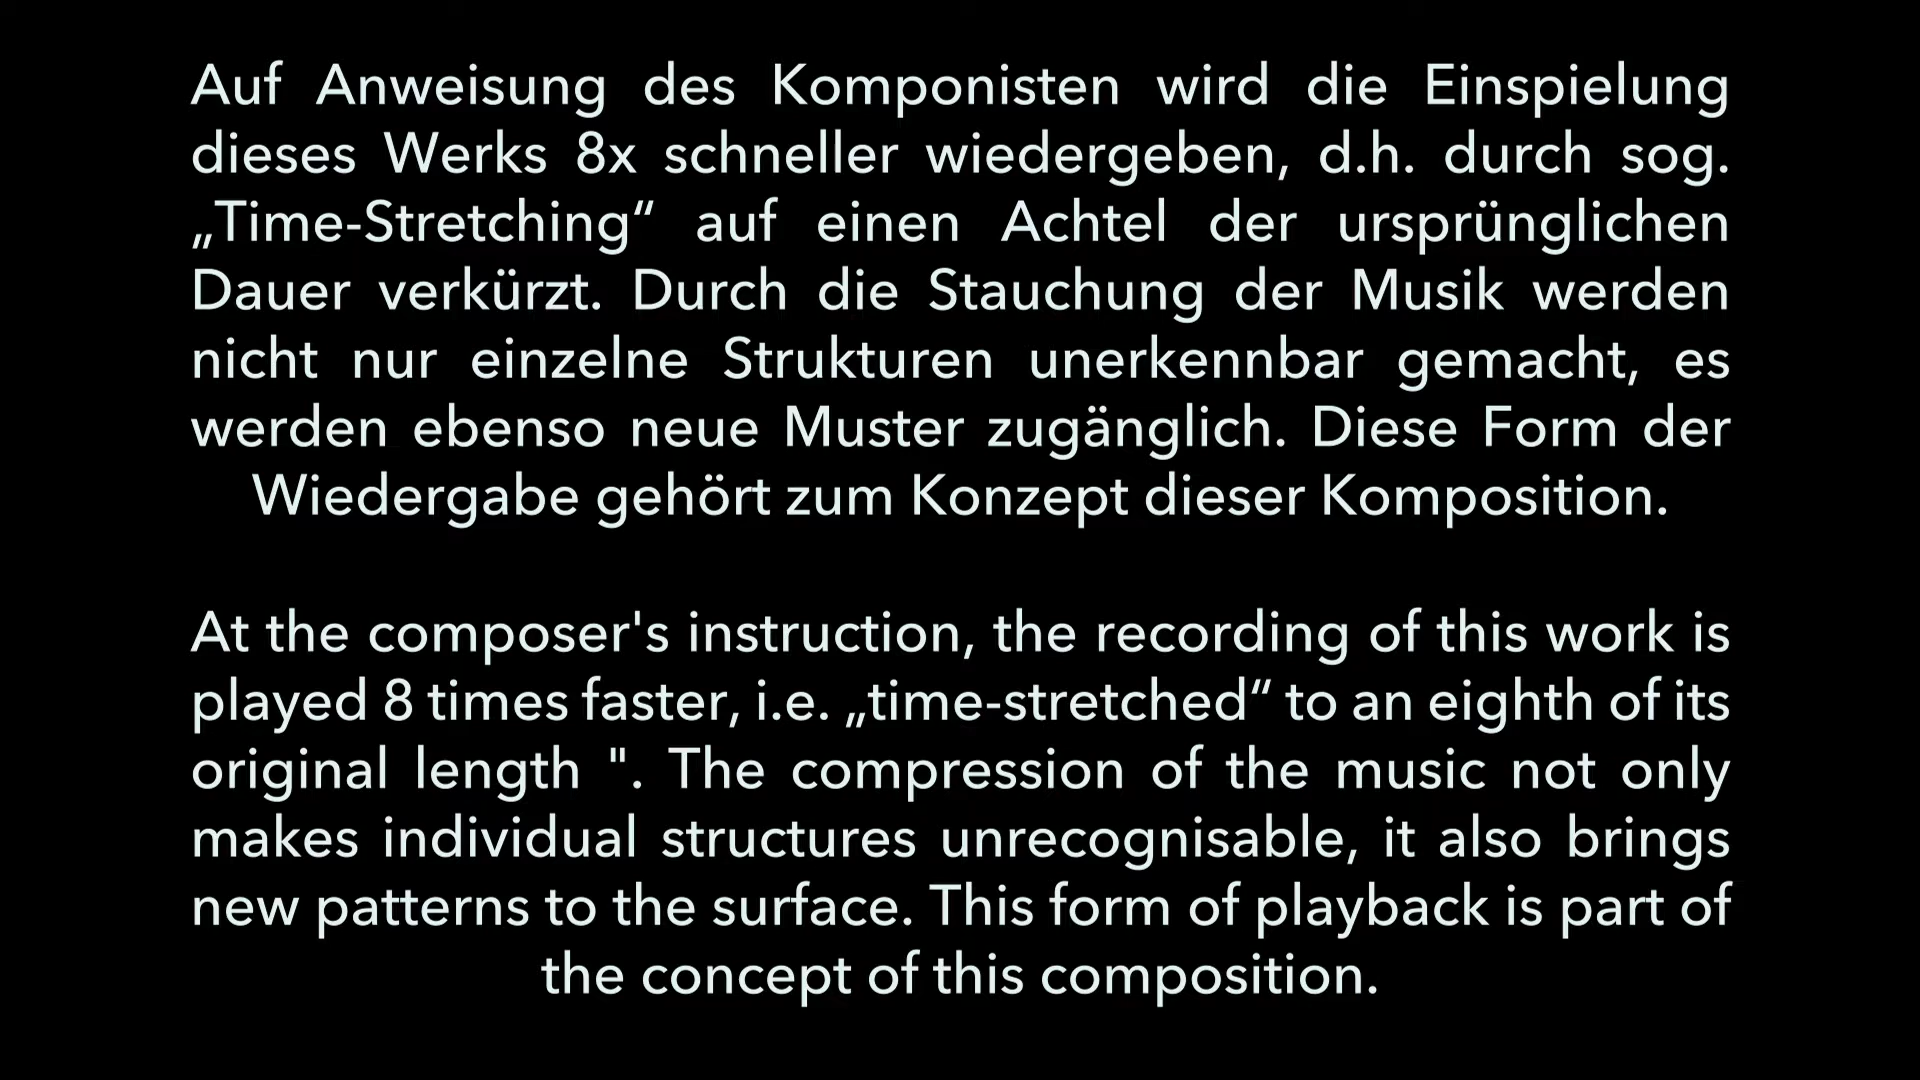 Auf Anweisung des Komponisten wird die Einspielung
dieses Werks 8x schneller wiedergeben, d.h. durch sog.
„Time-Stretching“ auf einen Achtel der ursprünglichen
Dauer verkürzt. Durch die Stauchung der Musik werden
nicht nur einzelne Strukturen unerkennbar gemacht, es
werden ebenso neue Muster zugänglich. Diese Form der
Wiedergabe gehört zum Konzept dieser Komposition.
At the composer's instruction, the recording of this work is
played 8 times faster, i.e. „time-stretched“ to an eighth of its
original length ". The compression of the music not only
makes individual structures unrecognisable, it also brings
new patterns to the surface. This form of playback is part of
the concept of this composition.